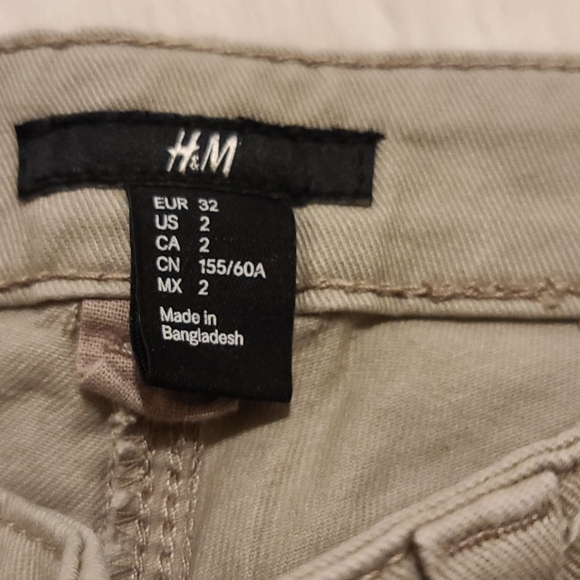 H&M
EUR 32
US 2
CA 2
CN 155/60A
MX 2
Made in
Bangladesh